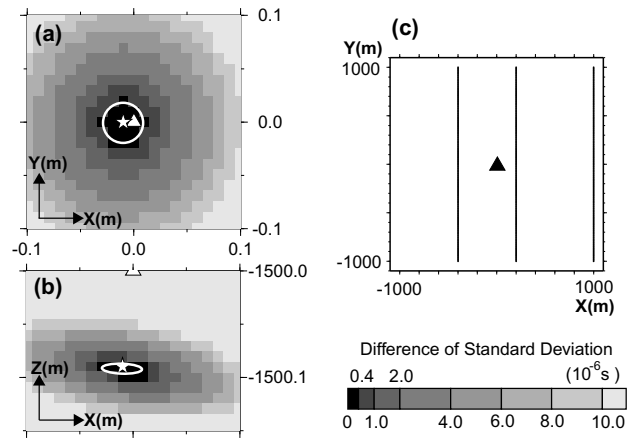 (a)
0.1
0.0
-0.1
Y(m)
X(m)
-0.1 0.0 0.1
(b)
-1500.0
-1500.1
Z(m)
X(m)
(c)
Y(m)
1000
-1000
-1000 1000
X(m)
Difference of Standard Deviation
0.4 2.0 (10⁻⁶s)
0 1.0 4.0 6.0 8.0 10.0